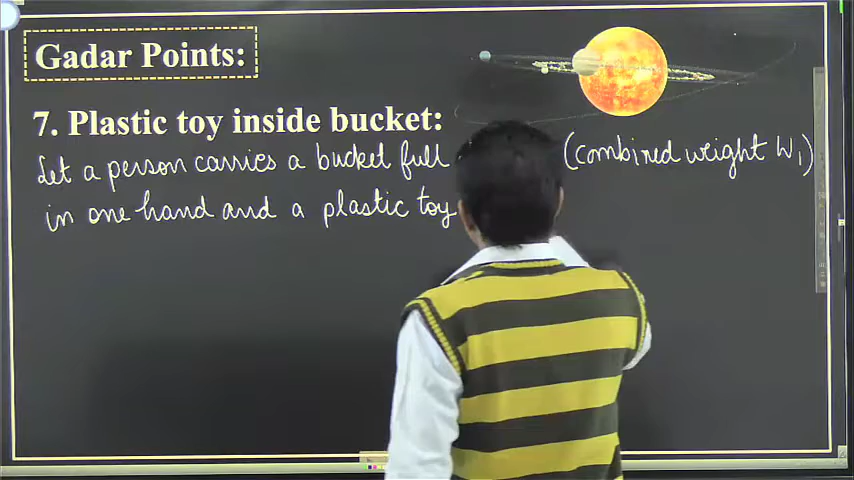 Gadar Points:
7. Plastic toy inside bucket:
Let a person carries a bucket full (combined weight W1)
in one hand and a plastic toy